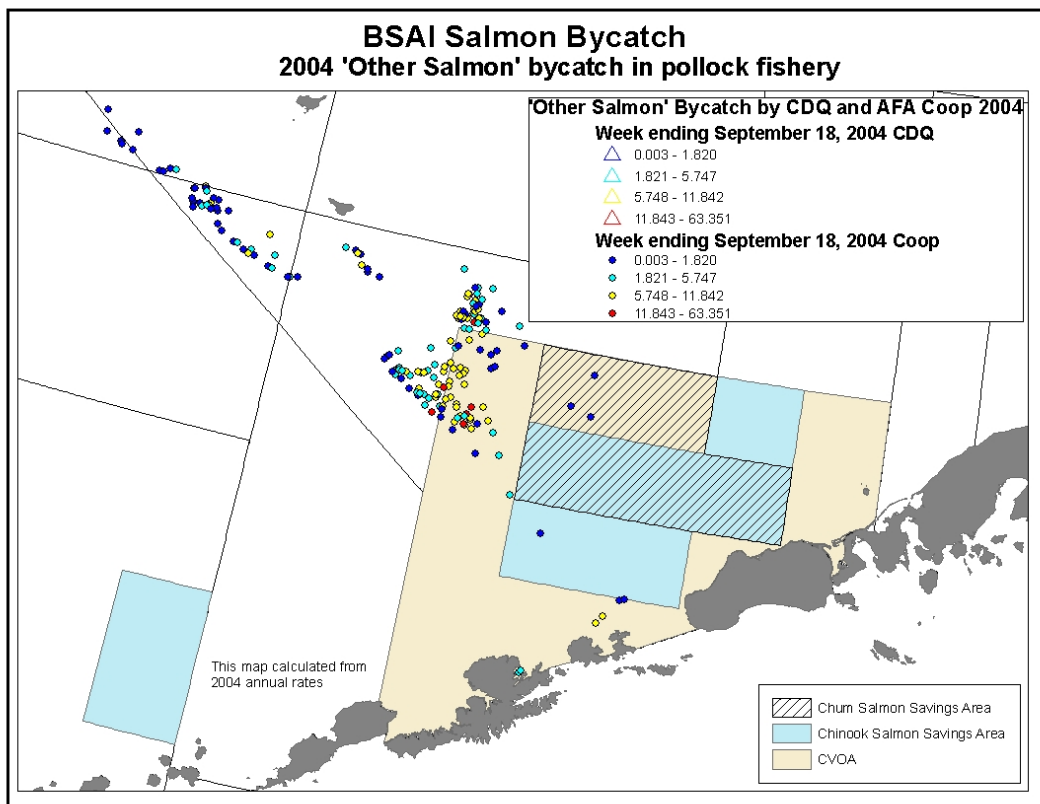 BSAI Salmon Bycatch
2004 'Other Salmon' bycatch in pollock fishery
'Other Salmon' Bycatch by CDQ and AFA Coop 2004
Week ending September 18, 2004 CDQ
0.003 - 1.820
1.821 - 5.747
5.748 - 11.842
11.843 - 63.351
Week ending September 18, 2004 Coop
0.003 - 1.820
1.821 - 5.747
5.748 - 11.842
11.843 - 63.351
This map calculated from
2004 annual rates
Chum Salmon Savings Area
Chinook Salmon Savings Area
CVOA